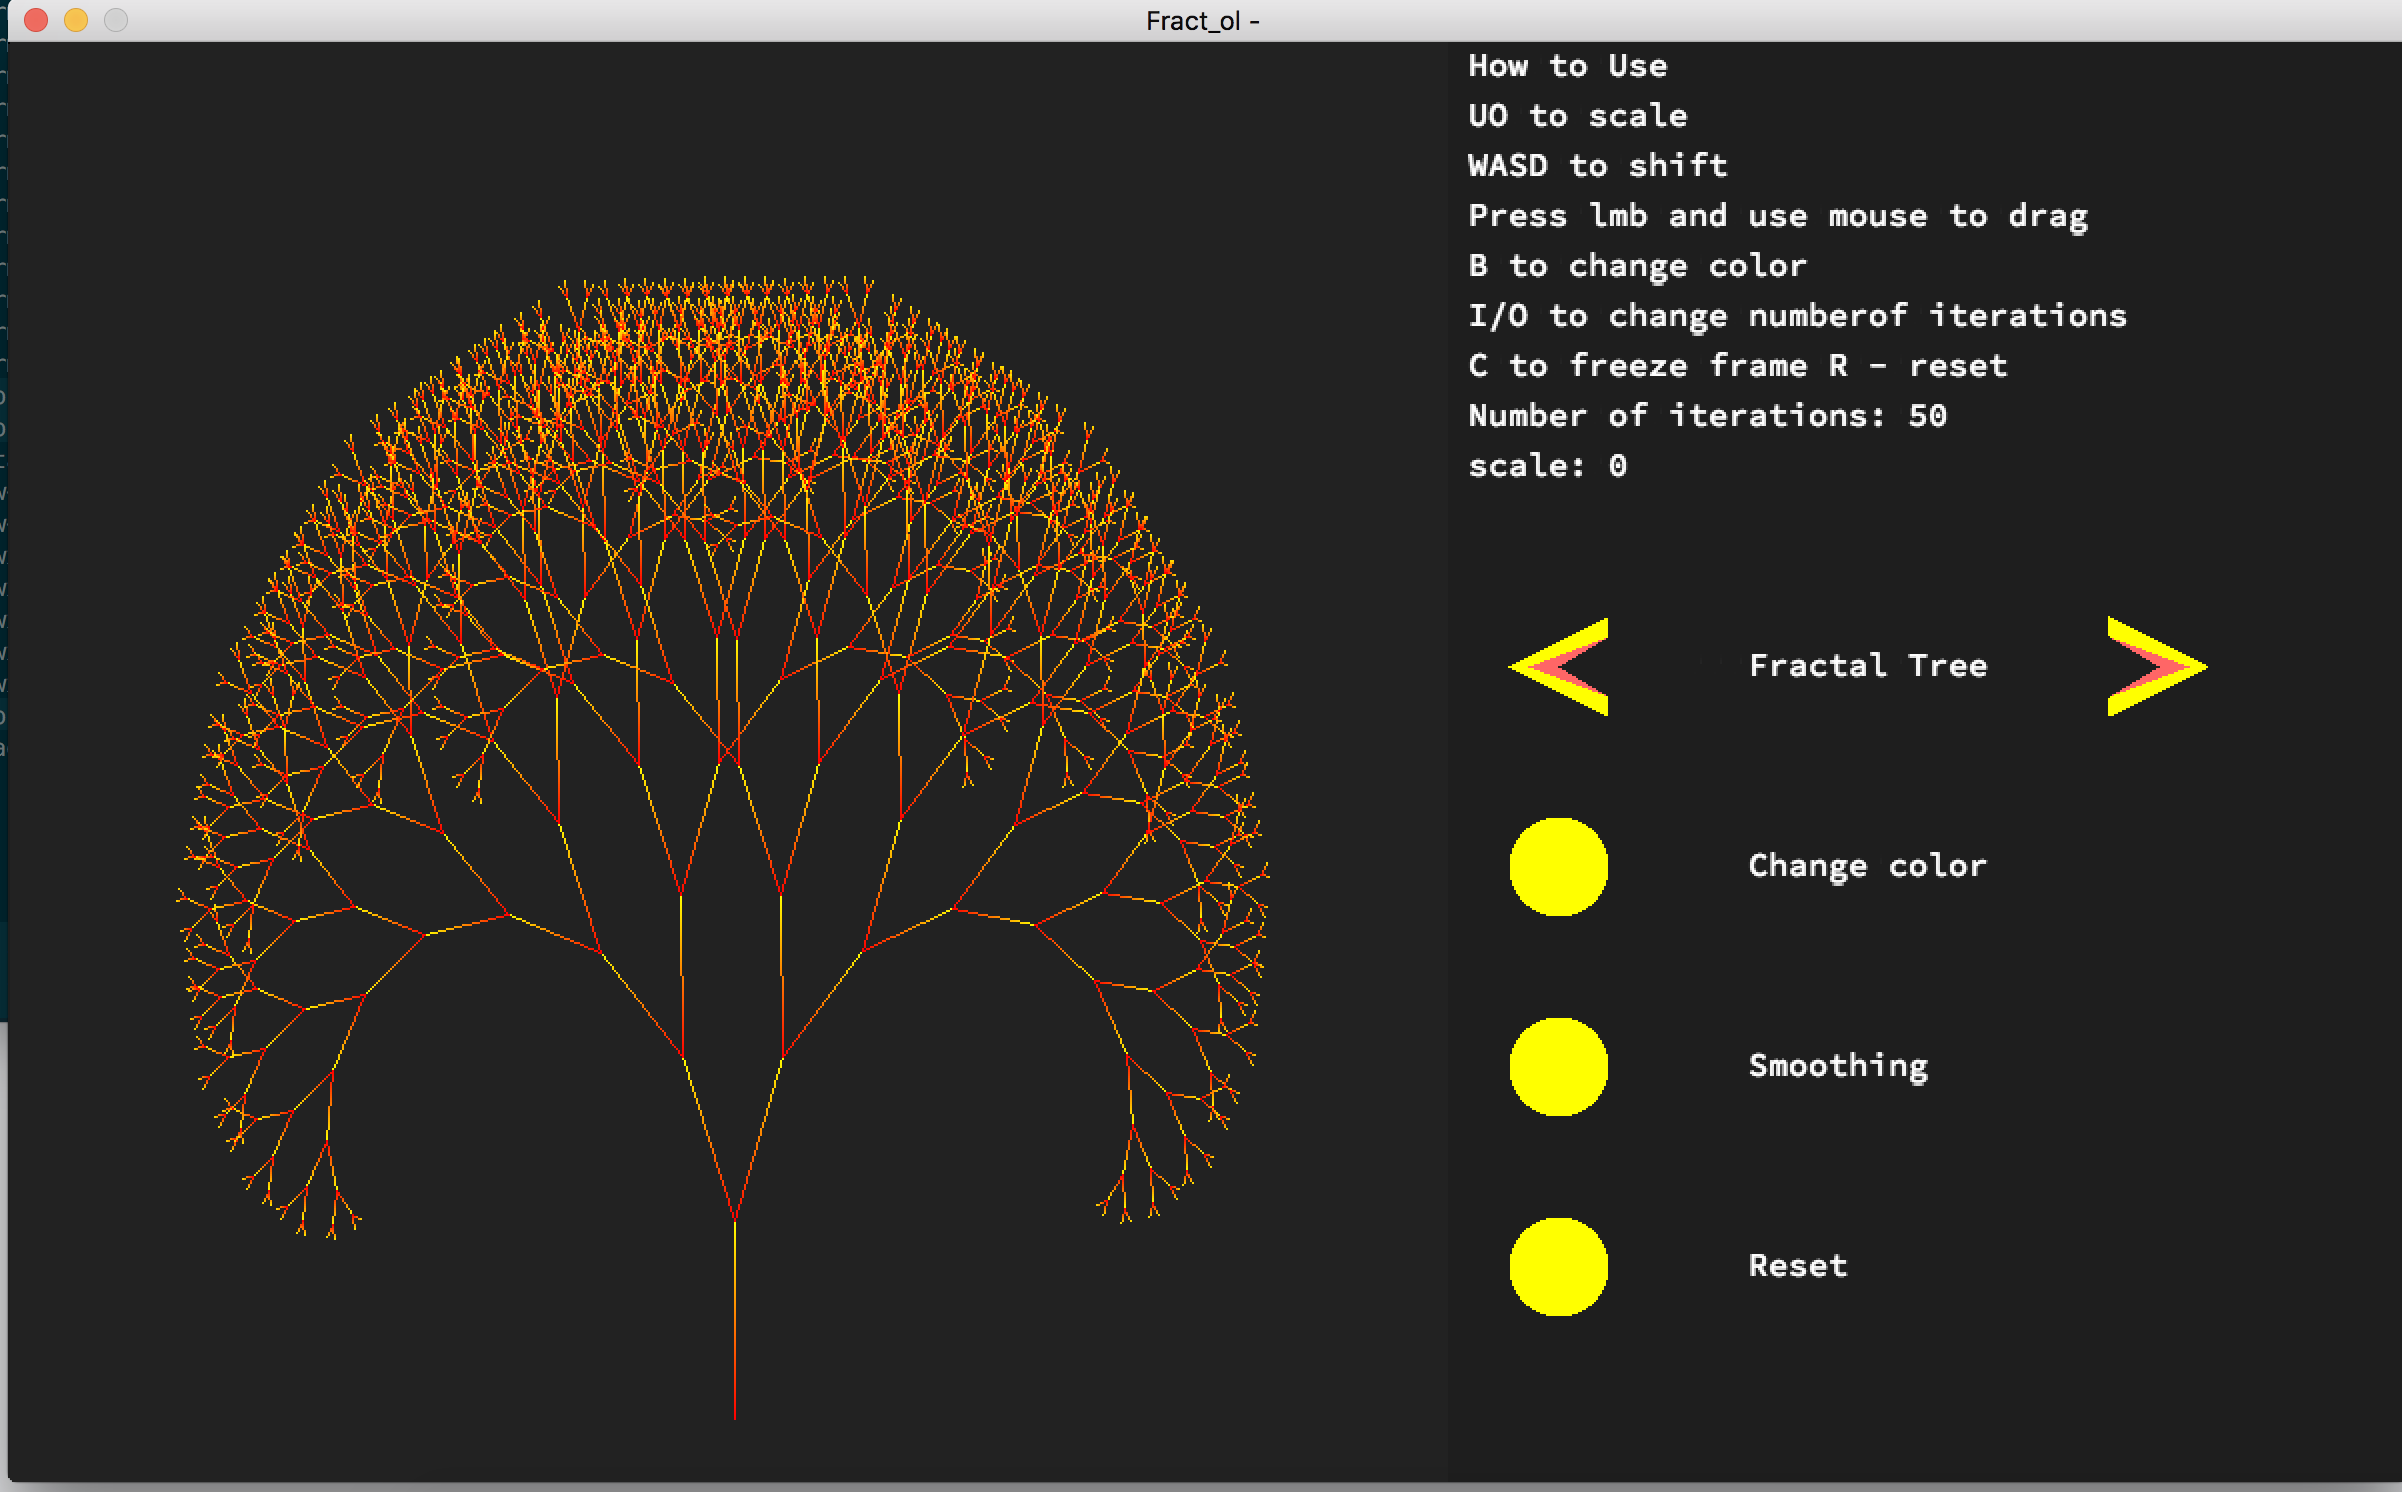 Fract_ol -
How to Use
UO to scale
WASD to shift
Press lmb and use mouse to drag
B to change color
I/O to change numberof iterations
C to freeze frame R - reset
Number of iterations: 50
scale: 0
Fractal Tree
Change color
Smoothing
Reset